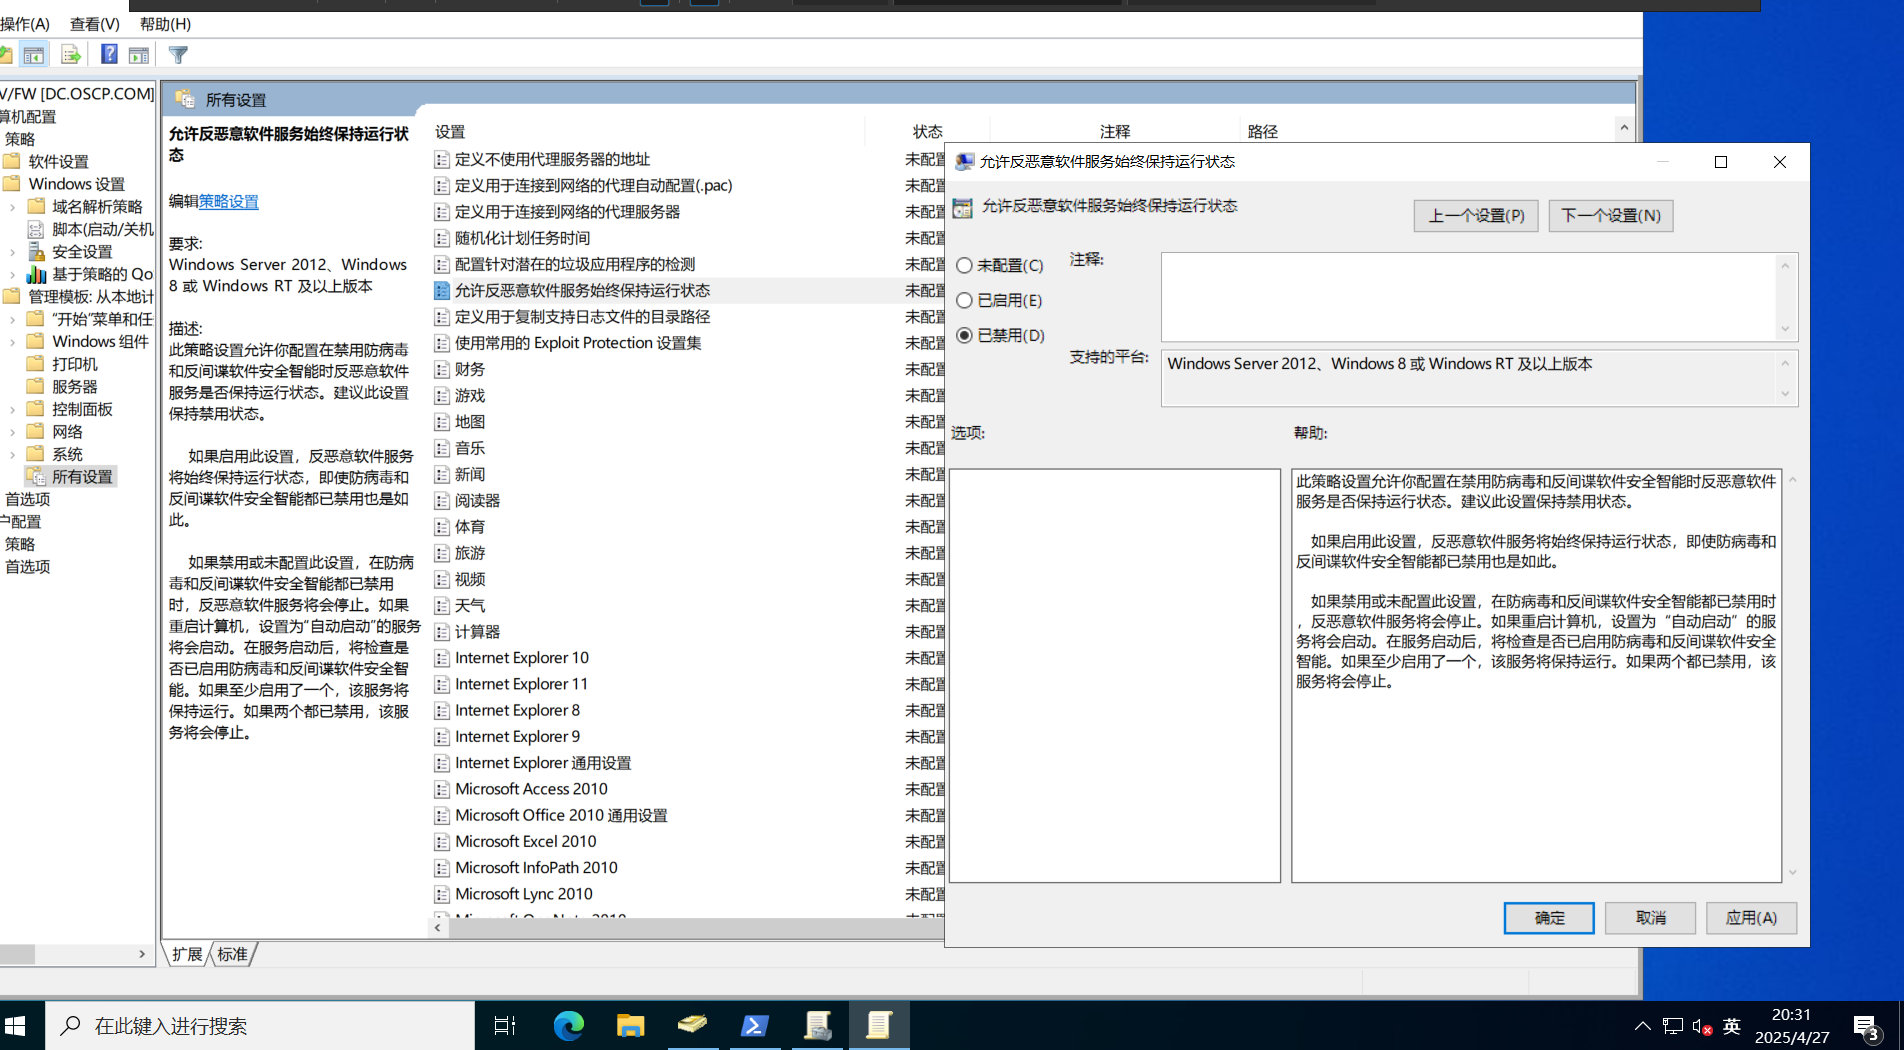 操作(A) 查看(V) 帮助(H)
V/FW [DC.OSCP.COM]
算机配置
策略
软件设置
Windows 设置
域名解析策略
脚本(启动/关机
安全设置
基于策略的 Qo
管理模板: 从本地计
“开始”菜单和任
Windows 组件
打印机
服务器
控制面板
网络
系统
所有设置
首选项
户配置
策略
首选项
所有设置
允许反恶意软件服务始终保持运行状
态
编辑策略设置
要求:
Windows Server 2012、Windows
8 或 Windows RT 及以上版本
描述:
此策略设置允许你配置在禁用防病毒
和反间谍软件安全智能时反恶意软件
服务是否保持运行状态。建议此设置
保持禁用状态。
如果启用此设置，反恶意软件服务
将始终保持运行状态，即使防病毒和
反间谍软件安全智能都已禁用也是如
此。
如果禁用或未配置此设置，在防病
毒和反间谍软件安全智能都已禁用
时，反恶意软件服务将会停止。如果
重启计算机，设置为“自动启动”的服务
将会启动。在服务启动后，将检查是
否已启用防病毒和反间谍软件安全智
能。如果至少启用了一个，该服务将
保持运行。如果两个都已禁用，该服
务将会停止。
设置 状态 注释 路径
定义不使用代理服务器的地址 未配置
定义用于连接到网络的代理自动配置(.pac) 未配置
定义用于连接到网络的代理服务器 未配置
随机化计划任务时间 未配置
配置针对潜在的垃圾应用程序的检测 未配置
允许反恶意软件服务始终保持运行状态 未配置
定义用于复制支持日志文件的目录路径 未配置
使用常用的 Exploit Protection 设置集 未配置
财务 未配置
游戏 未配置
地图 未配置
音乐 未配置
新闻 未配置
阅读器 未配置
体育 未配置
旅游 未配置
视频 未配置
天气 未配置
计算器 未配置
Internet Explorer 10 未配置
Internet Explorer 11 未配置
Internet Explorer 8 未配置
Internet Explorer 9 未配置
Internet Explorer 通用设置 未配置
Microsoft Access 2010 未配置
Microsoft Office 2010 通用设置 未配置
Microsoft Excel 2010 未配置
Microsoft InfoPath 2010 未配置
Microsoft Lync 2010 未配置
扩展 标准
允许反恶意软件服务始终保持运行状态
允许反恶意软件服务始终保持运行状态
上一个设置(P) 下一个设置(N)
未配置(C)
已启用(E)
已禁用(D)
注释:
支持的平台:
Windows Server 2012、Windows 8 或 Windows RT 及以上版本
选项: 帮助:
此策略设置允许你配置在禁用防病毒和反间谍软件安全智能时反恶意软件
服务是否保持运行状态。建议此设置保持禁用状态。
如果启用此设置，反恶意软件服务将始终保持运行状态，即使防病毒和
反间谍软件安全智能都已禁用也是如此。
如果禁用或未配置此设置，在防病毒和反间谍软件安全智能都已禁用时
，反恶意软件服务将会停止。如果重启计算机，设置为“自动启动”的服
务将会启动。在服务启动后，将检查是否已启用防病毒和反间谍软件安全
智能。如果至少启用了一个，该服务将保持运行。如果两个都已禁用，该
服务将会停止。
确定 取消 应用(A)
在此键入进行搜索
英
20:31
2025/4/27
3